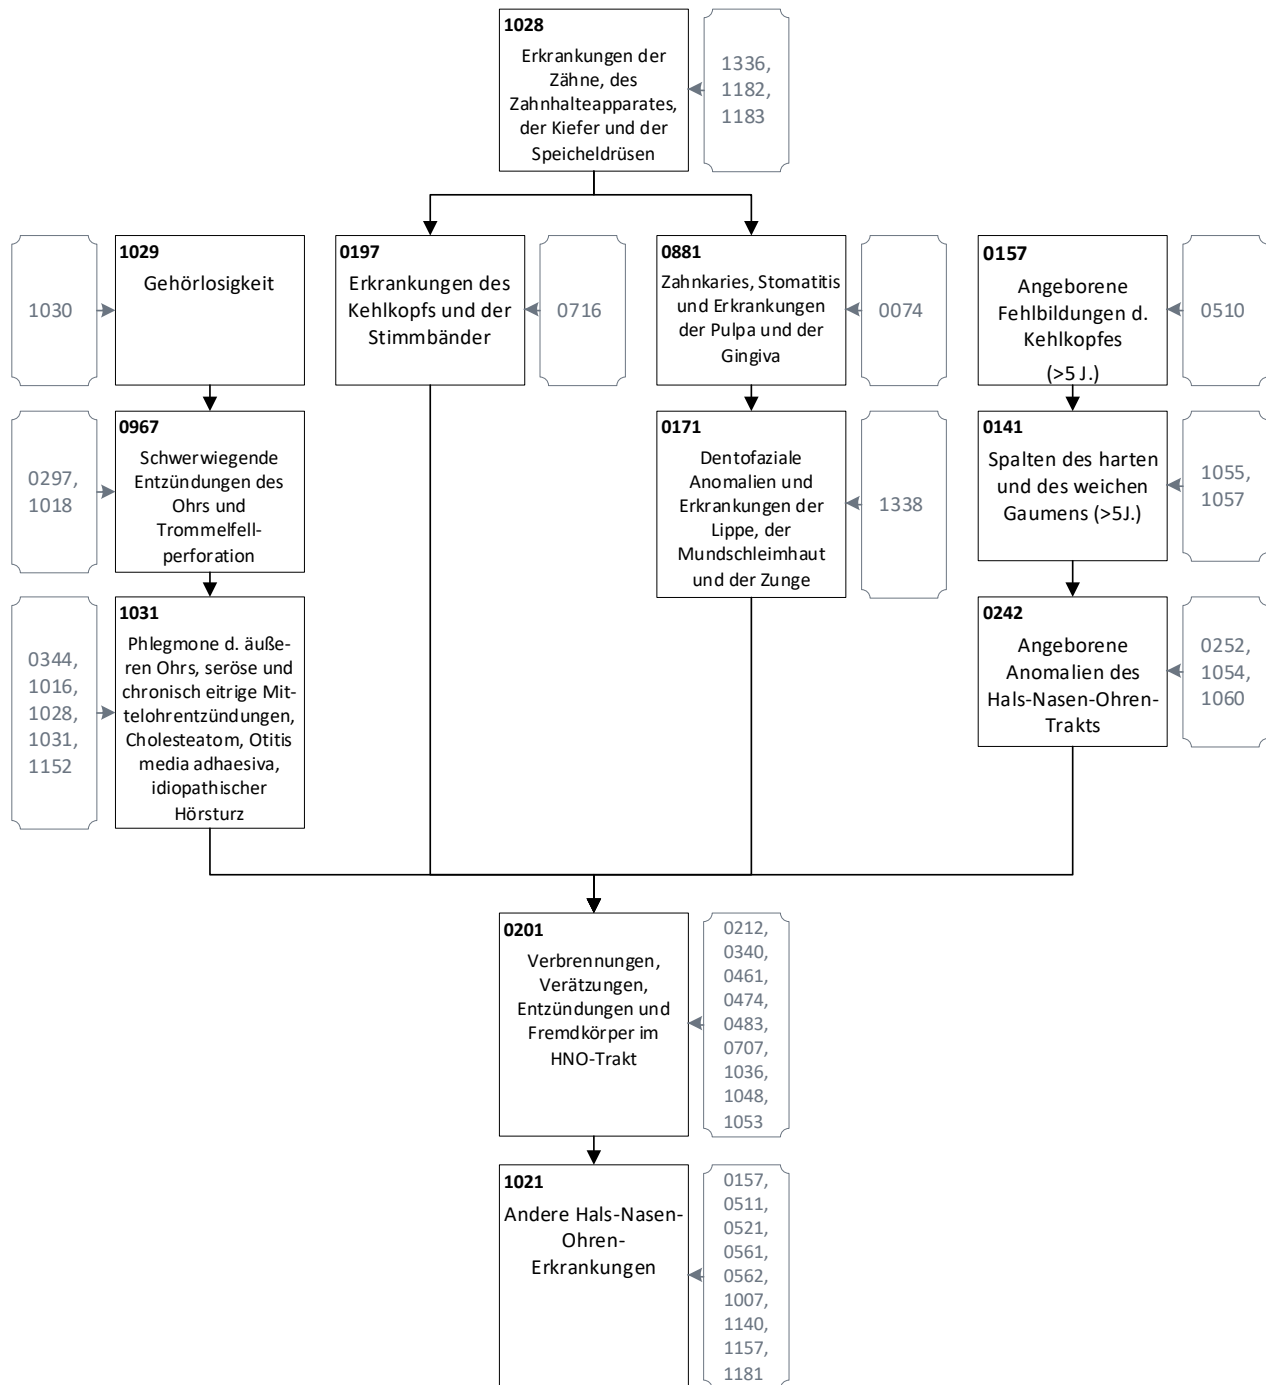 1028
Erkrankungen der
Zähne, des
Zahnhalteapparates,
der Kiefer und der
Speicheldrüsen
1336,
1182,
1183
1030
1029
Gehörlosigkeit
0197
Erkrankungen des
Kehlkopfs und der
Stimmbänder
0716
0881
Zahnkaries, Stomatitis
und Erkrankungen
der Pulpa und der
Gingiva
0074
0157
Angeborene
Fehlbildungen d.
Kehlkopfes
(>5 J.)
0510
0297,
1018
0967
Schwerwiegende
Entzündungen des
Ohrs und
Trommelfell-
perforation
0171
Dentofaziale
Anomalien und
Erkrankungen der
Lippe, der
Mundschleimhaut
und der Zunge
1338
0141
Spalten des harten
und des weichen
Gaumens (>5J.)
1055,
1057
0344,
1016,
1028,
1031,
1152
1031
Phlegmone d. äuße-
ren Ohrs, seröse und
chronisch eitrige Mit-
telohrentzündungen,
Cholesteatom, Otitis
media adhaesiva,
idiopathischer
Hörsturz
0242
Angeborene
Anomalien des
Hals-Nasen-Ohren-
Trakts
0252,
1054,
1060
0201
Verbrennungen,
Verätzungen,
Entzündungen und
Fremdkörper im
HNO-Trakt
0212,
0340,
0461,
0474,
0483,
0707,
1036,
1048,
1053
1021
Andere Hals-Nasen-
Ohren-
Erkrankungen
0157,
0511,
0521,
0561,
0562,
1007,
1140,
1157,
1181